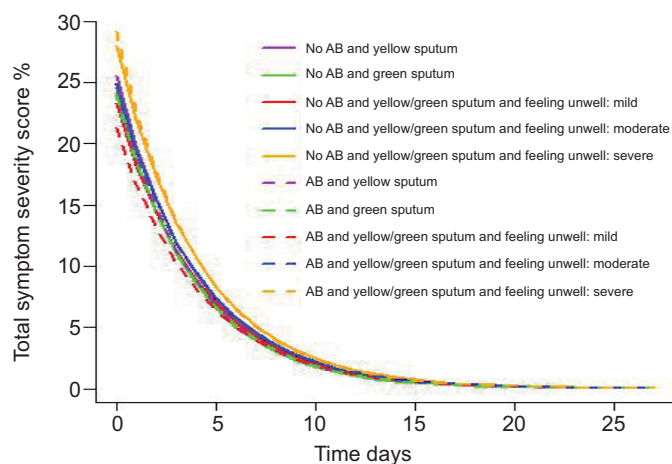 30
25
20
15
10
5
0
Total symptom severity score %
No AB and yellow sputum
No AB and green sputum
No AB and yellow/green sputum and feeling unwell: mild
No AB and yellow/green sputum and feeling unwell: moderate
No AB and yellow/green sputum and feeling unwell: severe
AB and yellow sputum
AB and green sputum
AB and yellow/green sputum and feeling unwell: mild
AB and yellow/green sputum and feeling unwell: moderate
AB and yellow/green sputum and feeling unwell: severe
0 5 10 15 20 25
Time days